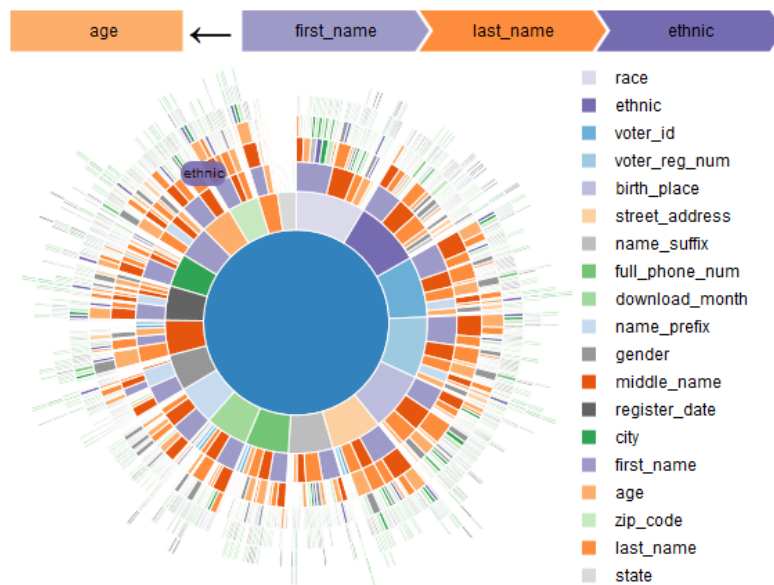 age first_name last_name ethnic
race
ethnic
voter_id
voter_reg_num
birth_place
street_address
name_suffix
full_phone_num
download_month
name_prefix
gender
middle_name
register_date
city
first_name
age
zip_code
last_name
state
ethnic